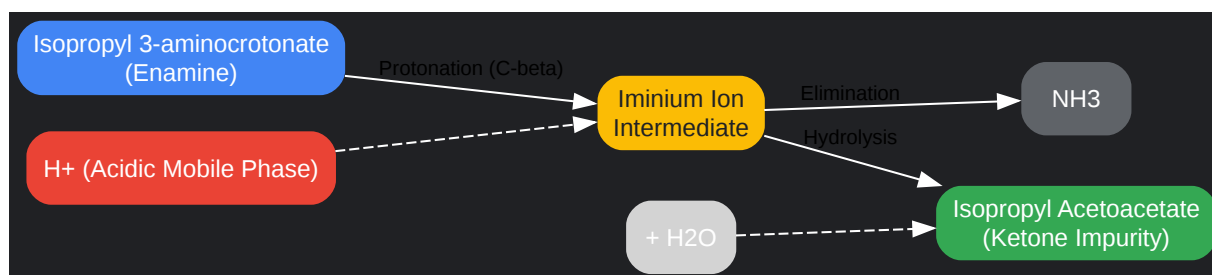 Isopropyl 3-aminocrotonate
(Enamine)
Protonation (C-beta)
H+ (Acidic Mobile Phase)
Iminium Ion
Intermediate
Elimination
NH3
Hydrolysis
+ H2O
Isopropyl Acetoacetate
(Ketone Impurity)